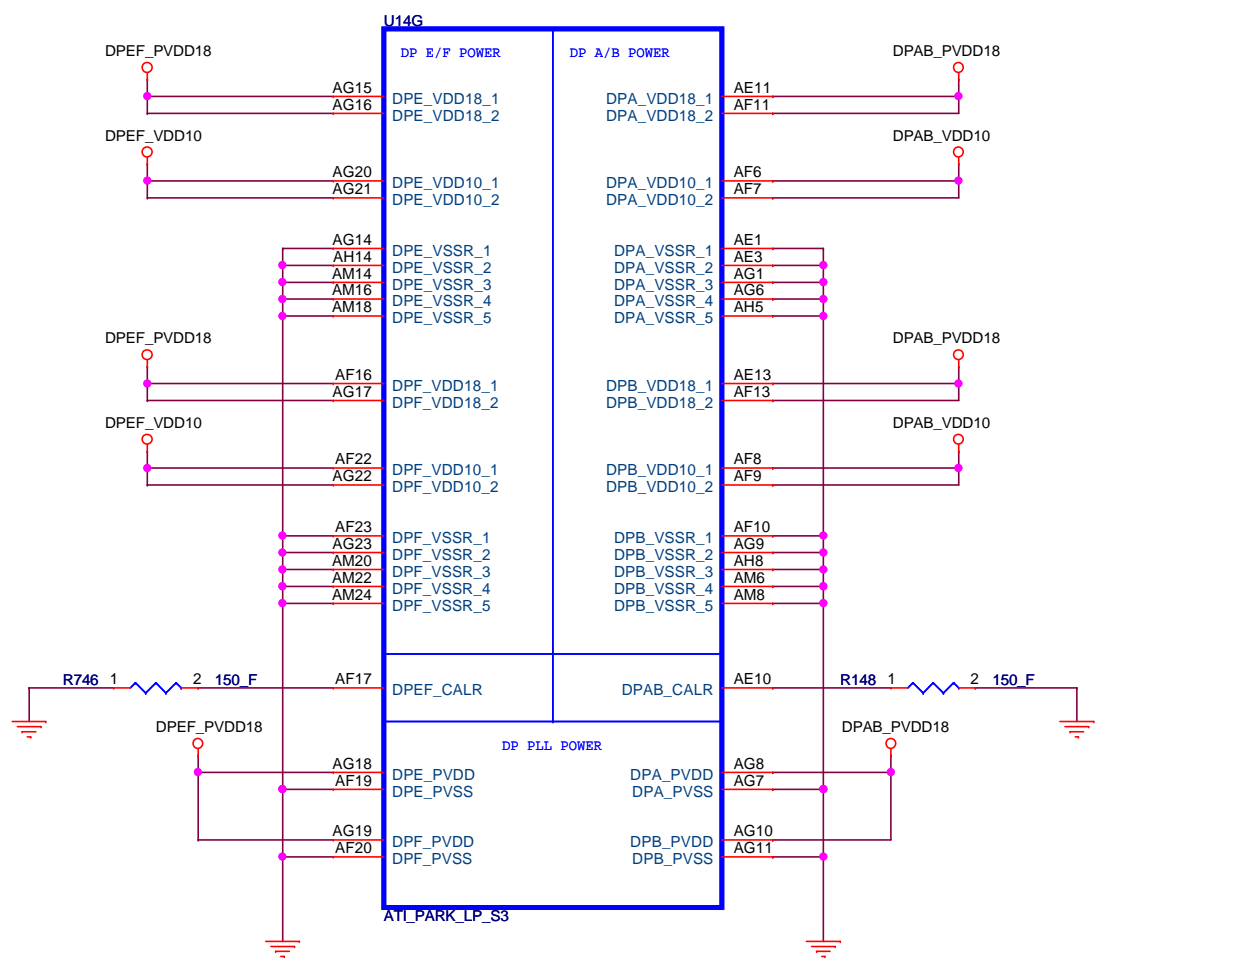 U14G
DP E/F POWER DP A/B POWER
DPEF_PVDD18 DPAB_PVDD18
AG15 DPE_VDD18_1 DPA_VDD18_1 AE11
AG16 DPE_VDD18_2 DPA_VDD18_2 AF11
DPEF_VDD10 DPAB_VDD10
AG20 DPE_VDD10_1 DPA_VDD10_1 AF6
AG21 DPE_VDD10_2 DPA_VDD10_2 AF7
AG14 DPE_VSSR_1 DPA_VSSR_1 AE1
AH14 DPE_VSSR_2 DPA_VSSR_2 AE3
AM14 DPE_VSSR_3 DPA_VSSR_3 AG1
AM16 DPE_VSSR_4 DPA_VSSR_4 AG6
AM18 DPE_VSSR_5 DPA_VSSR_5 AH5
DPEF_PVDD18 DPAB_PVDD18
AF16 DPF_VDD18_1 DPB_VDD18_1 AE13
AG17 DPF_VDD18_2 DPB_VDD18_2 AF13
DPEF_VDD10 DPAB_VDD10
AF22 DPF_VDD10_1 DPB_VDD10_1 AF8
AG22 DPF_VDD10_2 DPB_VDD10_2 AF9
AF23 DPF_VSSR_1 DPB_VSSR_1 AF10
AG23 DPF_VSSR_2 DPB_VSSR_2 AG9
AM20 DPF_VSSR_3 DPB_VSSR_3 AH8
AM22 DPF_VSSR_4 DPB_VSSR_4 AM6
AM24 DPF_VSSR_5 DPB_VSSR_5 AM8
R746 1 2 150_F AF17 DPEF_CALR DPAB_CALR AE10 R148 1 2 150_F
DPEF_PVDD18 DPAB_PVDD18
DP PLL POWER
AG18 DPE_PVDD DPA_PVDD AG8
AF19 DPE_PVSS DPA_PVSS AG7
AG19 DPF_PVDD DPB_PVDD AG10
AF20 DPF_PVSS DPB_PVSS AG11
ATI_PARK_LP_S3